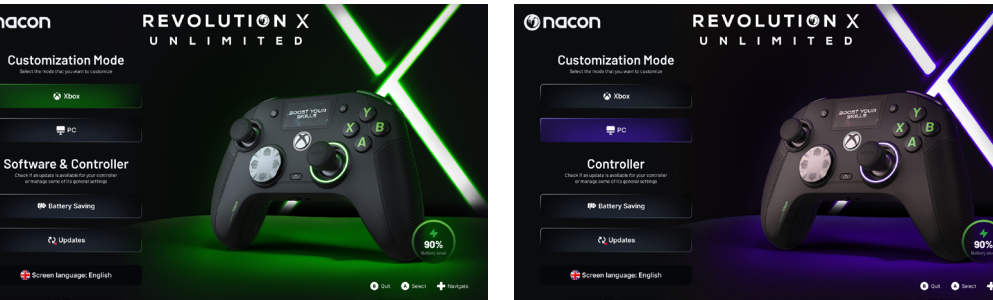 nacon
REVOLUTION X
UNLIMITED
Customization Mode
Select the mode that you want to customize
Xbox
PC
Software & Controller
Check if an update is available for your controller
or manage some of its general settings
Battery Saving
Updates
Screen language: English
BOOST YOUR
SKILLS
Y
X
B
A
90%
Battery level
B Quit
A Select
Navigate
nacon
REVOLUTION X
UNLIMITED
Customization Mode
Select the mode that you want to customize
Xbox
PC
Controller
Check if an update is available for your controller
or manage some of its general settings
Battery Saving
Updates
Screen language: English
BOOST YOUR
SKILLS
Y
X
B
A
90%
Battery level
B Quit
A Select